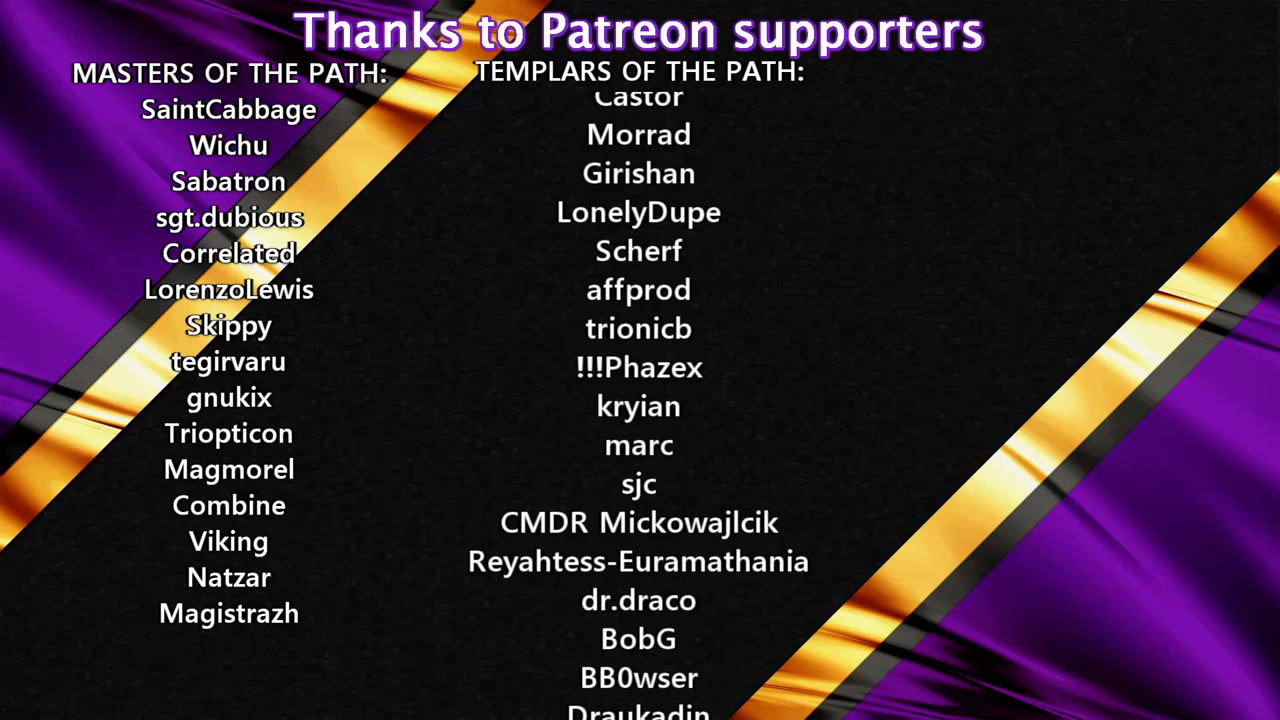 Thanks to Patreon supporters
MASTERS OF THE PATH:
SaintCabbage
Wichu
Sabatron
sgt.dubious
Correlated
LorenzoLewis
Skippy
tegirvaru
gnukix
Triopticon
Magmorel
Combine
Viking
Natzar
Magistrazh
TEMPLARS OF THE PATH:
Castor
Morrad
Girishan
LonelyDupe
Scherf
affprod
trionicb
!!!Phazex
kryian
marc
sjc
CMDR Mickowajlcik
Reyahtess-Euramathania
dr.draco
BobG
BB0wser
Draukadin